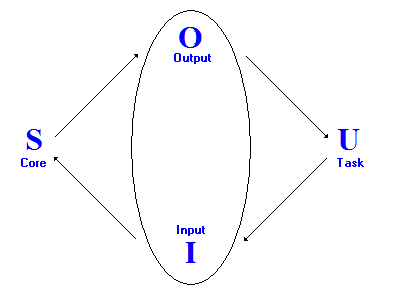 O
Output
S
Core
U
Task
Input
I